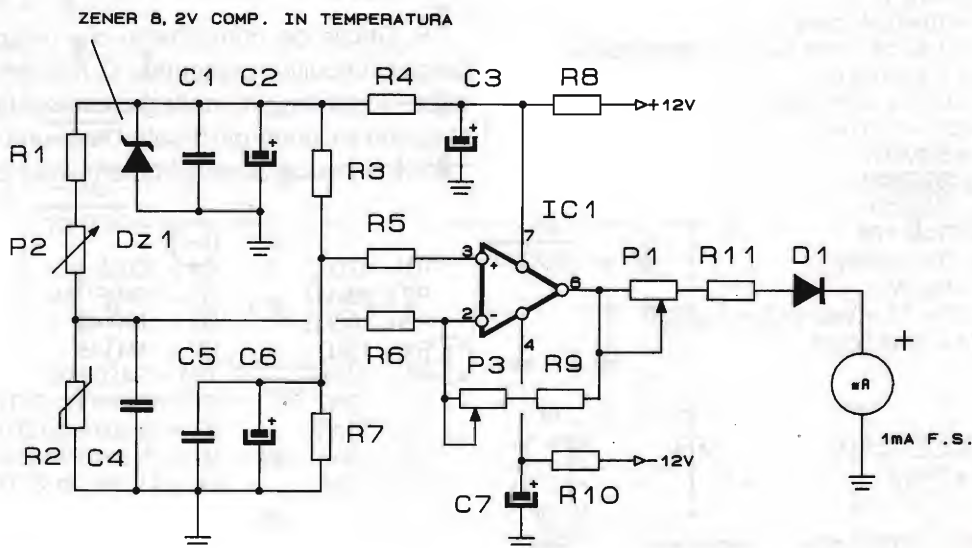 ZENER 8,2V COMP. IN TEMPERATURA
C1 C2 R4 C3 R8
+12V
R1
R3
IC1
P2
Dz1
R5
7
3
+
6
P1 R11 D1
2
-
4
R6
+
C5 C6
P3 R9
mA
R2 C4
R7
1mA F.S.
-12V
C7
R10